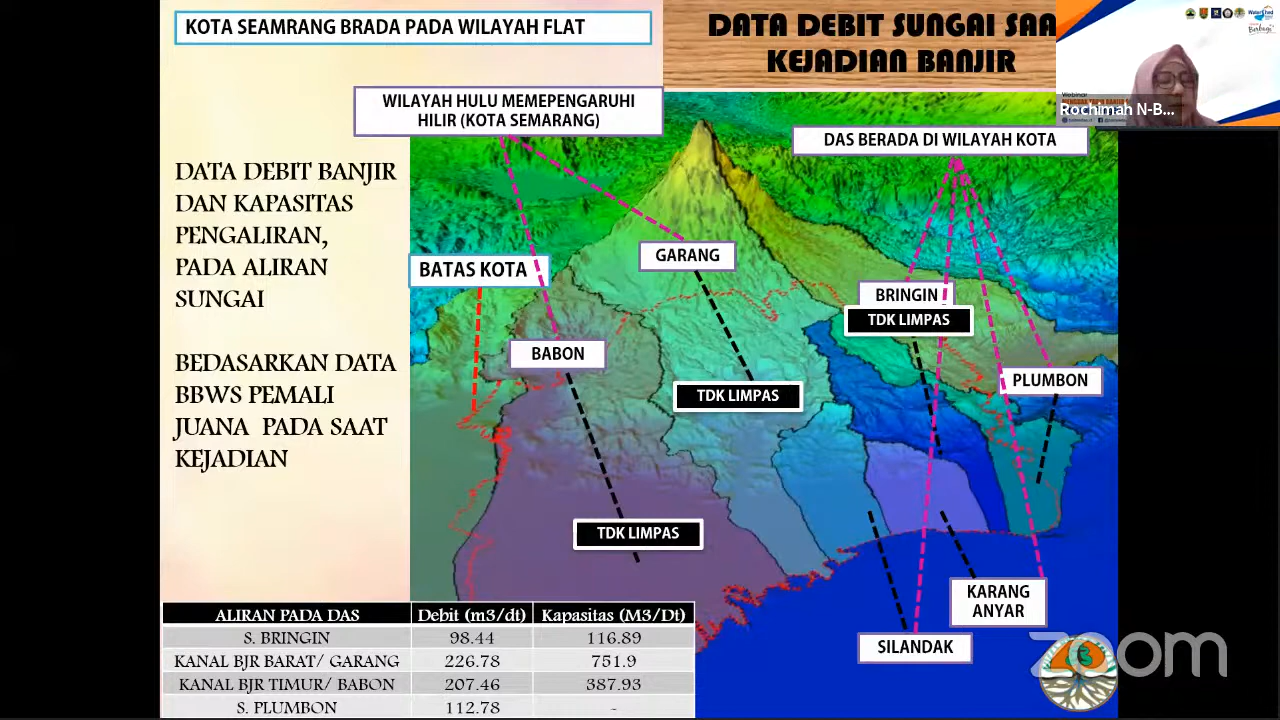 KOTA SEAMRANG BRADA PADA WILAYAH FLAT
DATA DEBIT SUNGAI SAA
KEJADIAN BANJIR
Webinar
Rochimah N-B...
WILAYAH HULU MEMEPENGARUHI
HILIR (KOTA SEMARANG)
DAS BERADA DI WILAYAH KOTA
DATA DEBIT BANJIR
DAN KAPASITAS
PENGALIRAN,
PADA ALIRAN
SUNGAI
BEDASARKAN DATA
BBWS PEMALI
JUANA PADA SAAT
KEJADIAN
BATAS KOTA
GARANG
BRINGIN
TDK LIMPAS
BABON
PLUMBON
TDK LIMPAS
TDK LIMPAS
KARANG
ANYAR
SILANDAK
ALIRAN PADA DAS Debit (m3/dt) Kapasitas (M3/Dt)
S. BRINGIN 98.44 116.89
KANAL BJR BARAT/ GARANG 226.78 751.9
KANAL BJR TIMUR/ BABON 207.46 387.93
S. PLUMBON 112.78 -
zoom